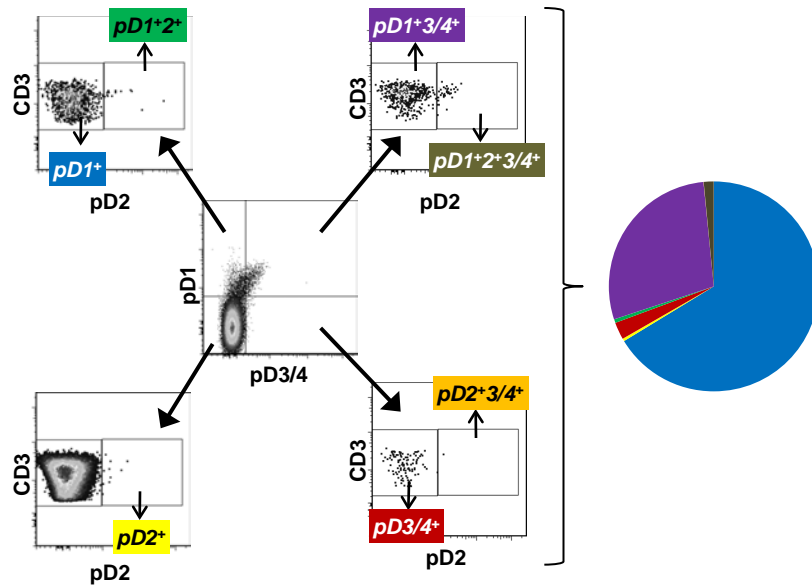 pD1+2+
CD3
pD1+
pD2
pD1+3/4+
CD3
pD1+2+3/4+
pD2
pD1
pD3/4
CD3
pD2+
pD2
pD2+3/4+
CD3
pD3/4+
pD2